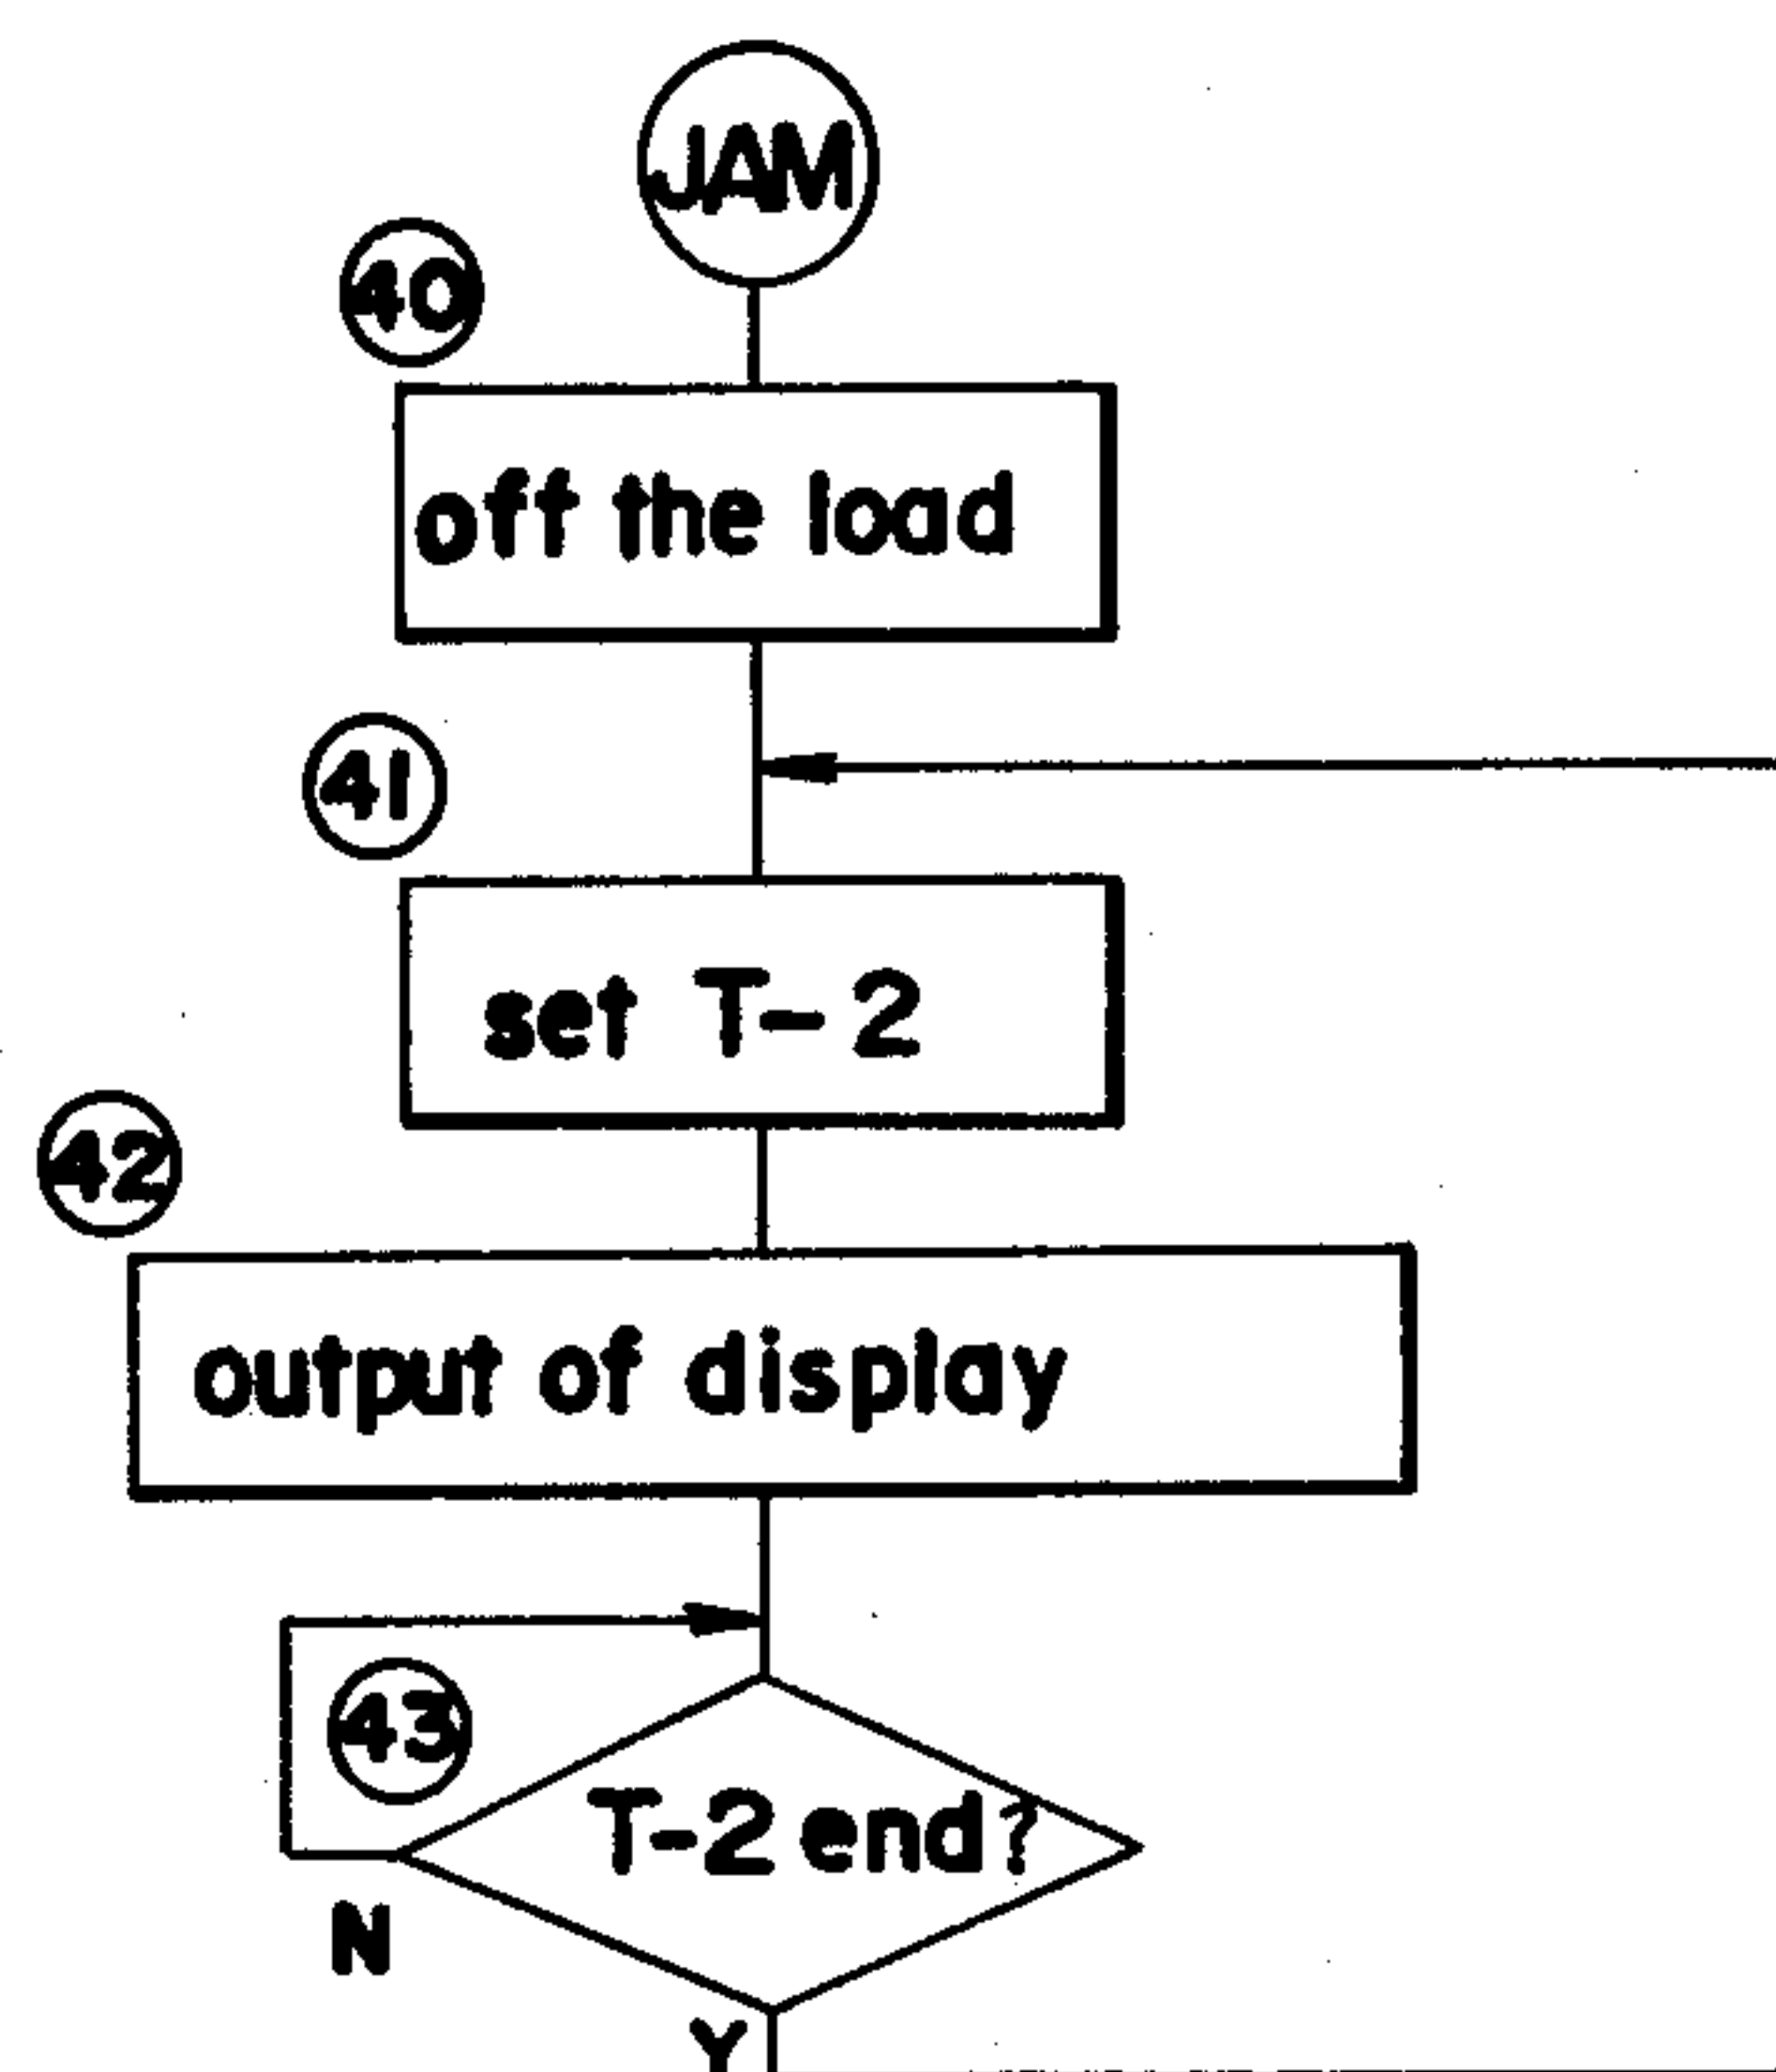 JAM
40
off the load
41
set T-2
42
output of display
43
T-2 end?
N
Y